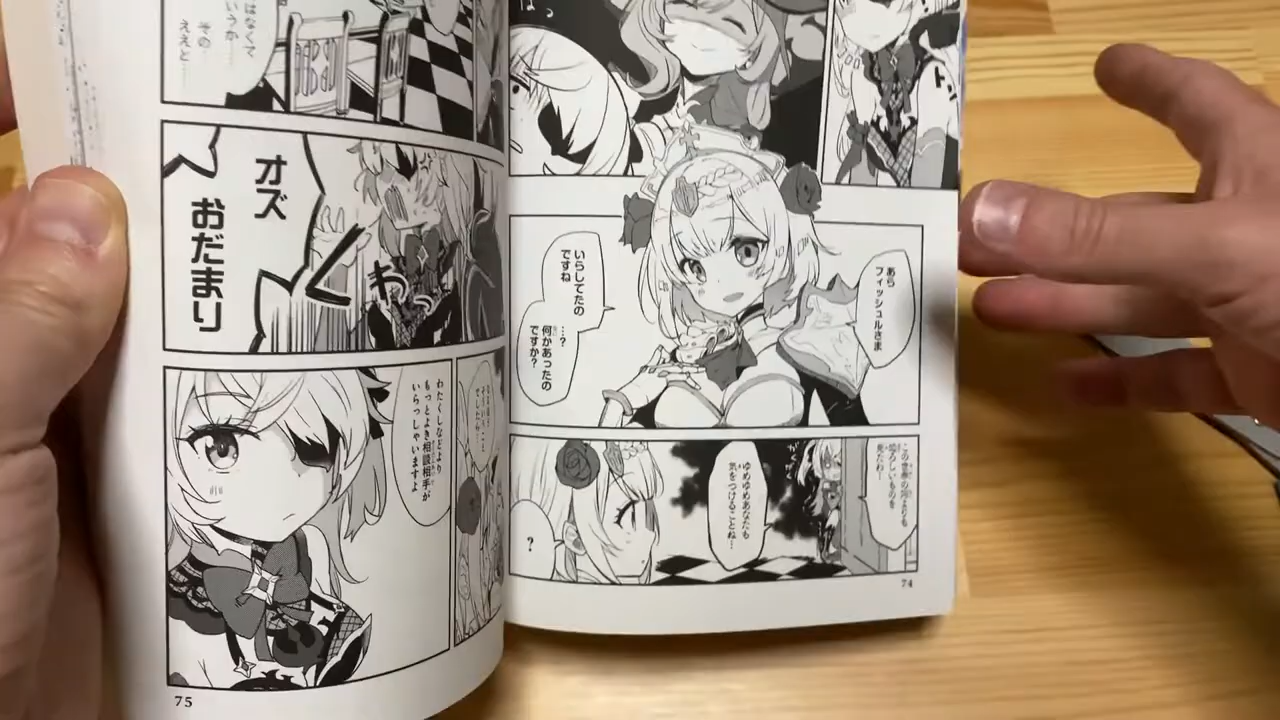 あら
フィッシュルさま
いらしてたの
ですね
…?
何かあったの
ですか?
この世界の何よりも
恐ろしいものを
見たわ…
ゆめゆめあなたも
気をつけることね…
?
74
はなくて
いうか…
その
ええと…
オズ
おだまり
くわ
わたくしなどより
もっとよき相談相手が
いらっしゃいますよ
75